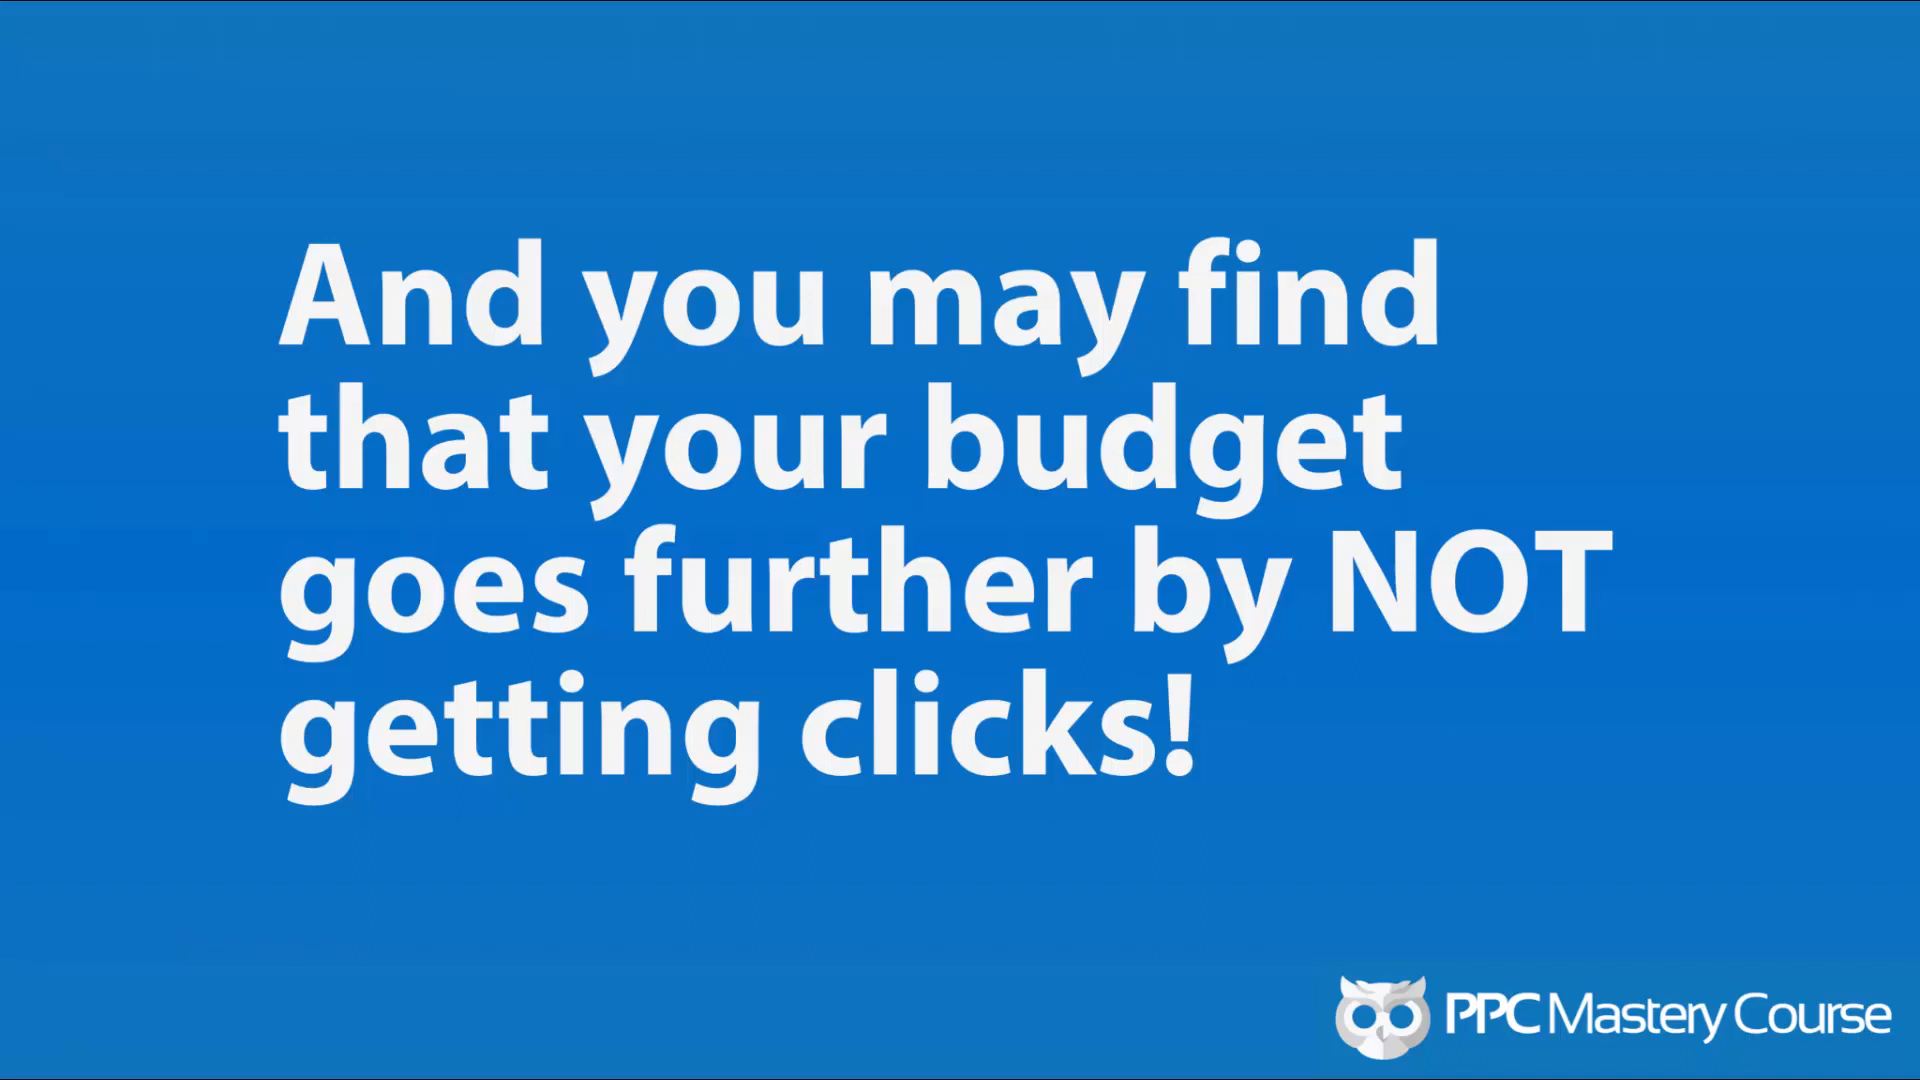 And you may find
that your budget
goes further by NOT
getting clicks!
PPC Mastery Course